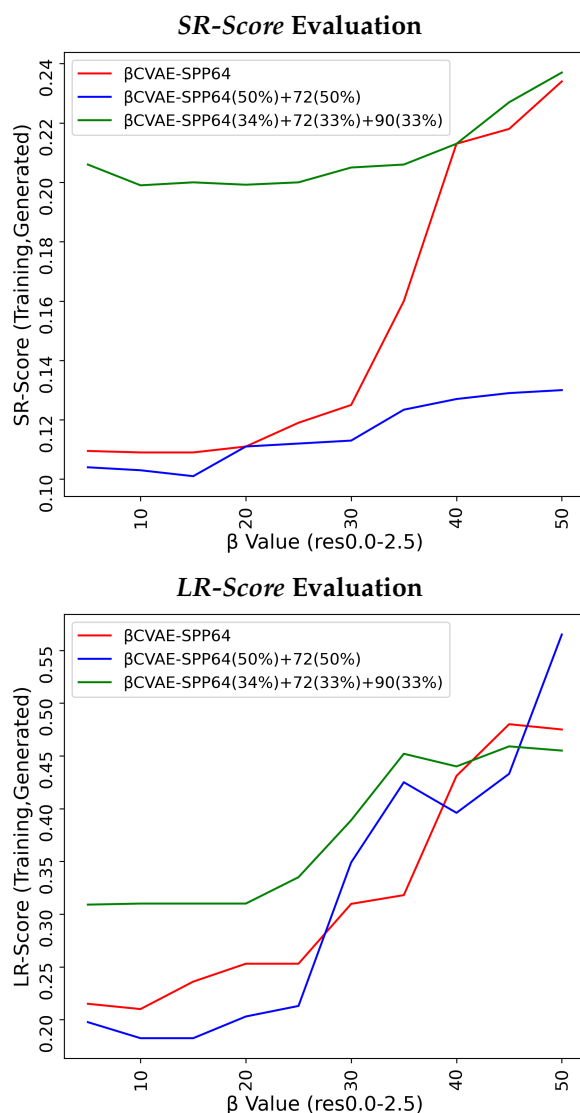 SR-Score Evaluation
0.24
0.22
0.20
0.18
0.16
0.14
0.12
0.10
SR-Score (Training,Generated)
βCVAE-SPP64
βCVAE-SPP64(50%)+72(50%)
βCVAE-SPP64(34%)+72(33%)+90(33%)
10
20
30
40
50
β Value (res0.0-2.5)
LR-Score Evaluation
0.55
0.50
0.45
0.40
0.35
0.30
0.25
0.20
LR-Score (Training,Generated)
βCVAE-SPP64
βCVAE-SPP64(50%)+72(50%)
βCVAE-SPP64(34%)+72(33%)+90(33%)
10
20
30
40
50
β Value (res0.0-2.5)